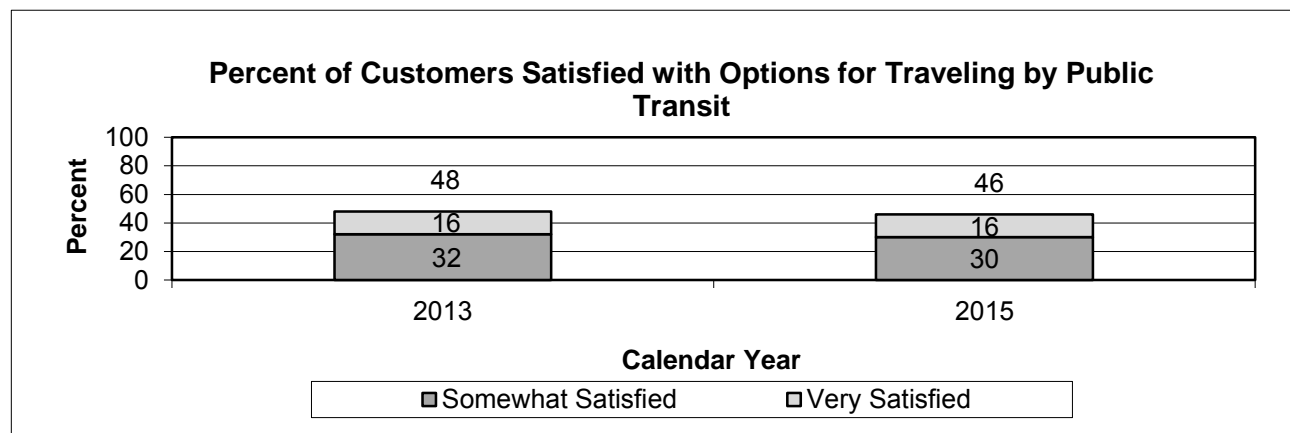 Percent of Customers Satisfied with Options for Traveling by Public
Transit
Percent
100
80
60
40
20
0
48
46
16
16
32
30
2013
2015
Calendar Year
Somewhat Satisfied
Very Satisfied